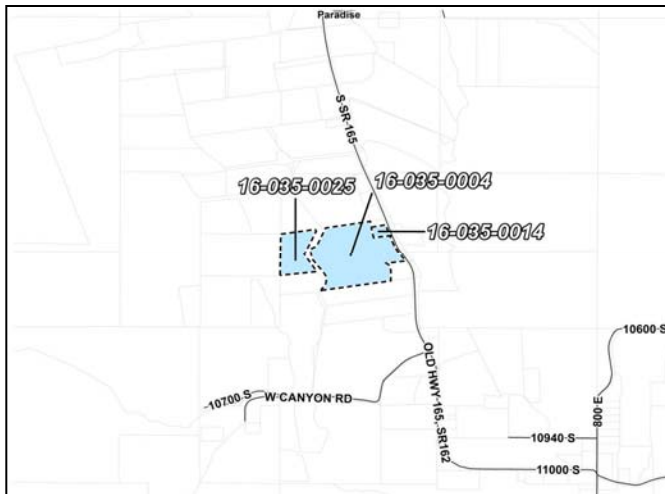 Paradise
S SR-165
16-035-0004
16-035-0025
16-035-0014
10600 S
OLD HWY 165, SR162
10700 S
W CANYON RD
800 E
10940 S
11000 S